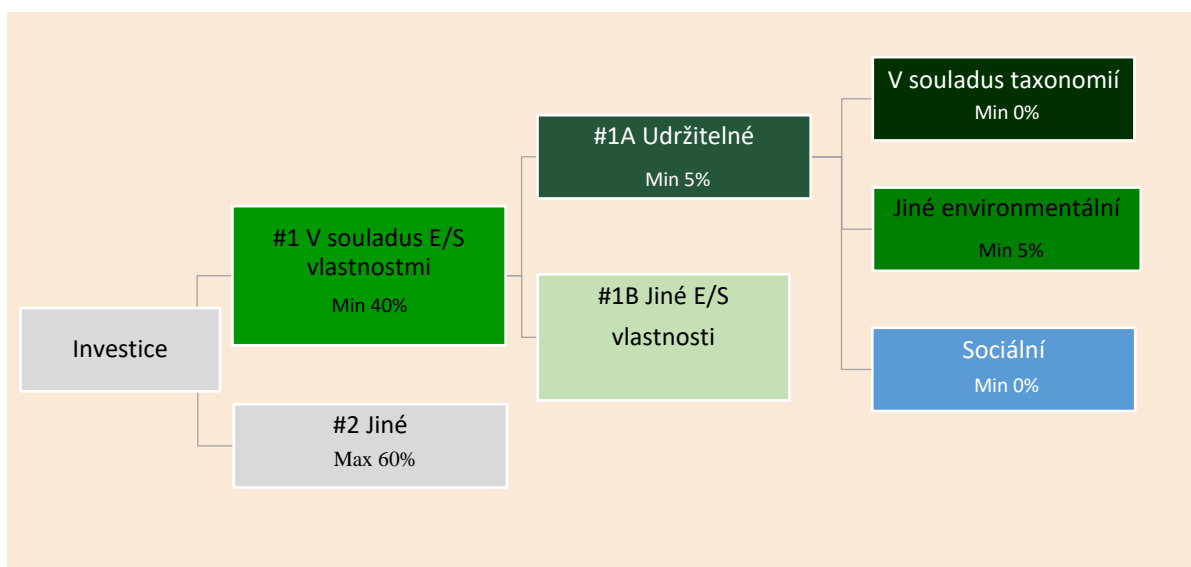 Investice
#1 V souladus E/S
vlastnostmi
Min 40%
#2 Jiné
Max 60%
#1A Udržitelné
Min 5%
#1B Jiné E/S
vlastnosti
V souladus taxonomií
Min 0%
Jiné environmentální
Min 5%
Sociální
Min 0%